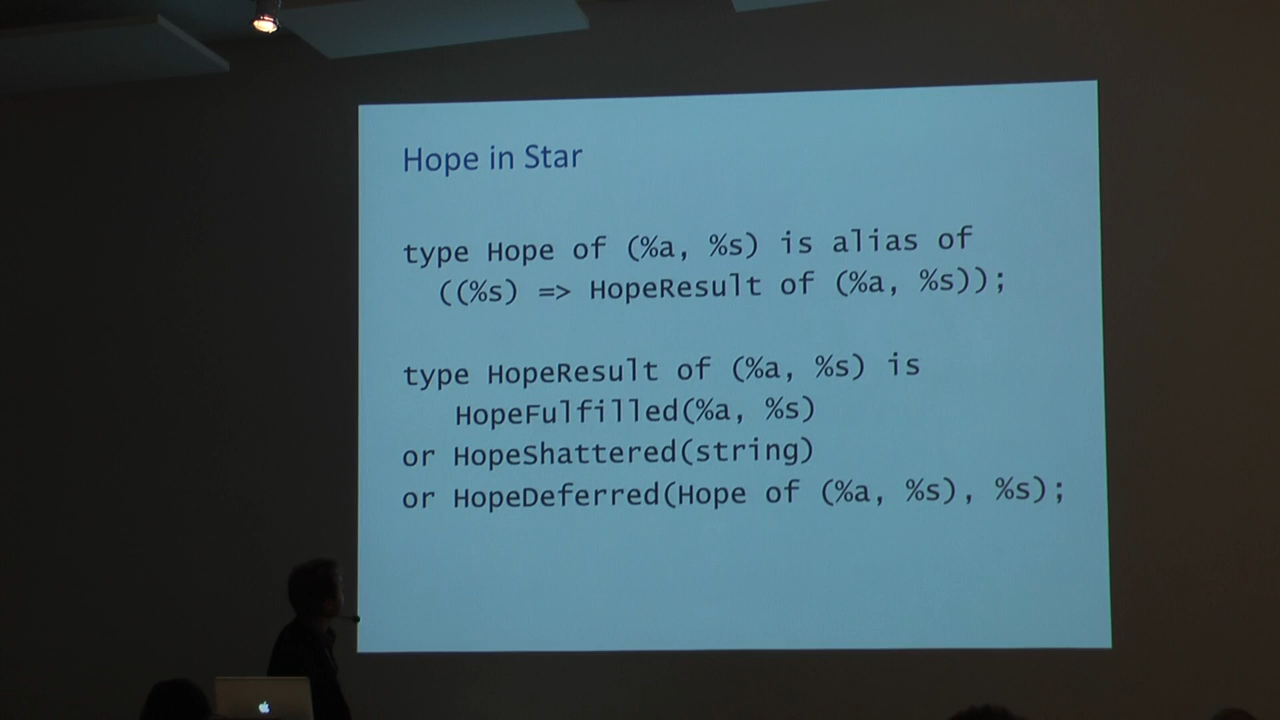 Hope in Star
type Hope of (%a, %s) is alias of
((%s) => HopeResult of (%a, %s));
type HopeResult of (%a, %s) is
HopeFulfilled(%a, %s)
or HopeShattered(string)
or HopeDeferred(Hope of (%a, %s), %s);